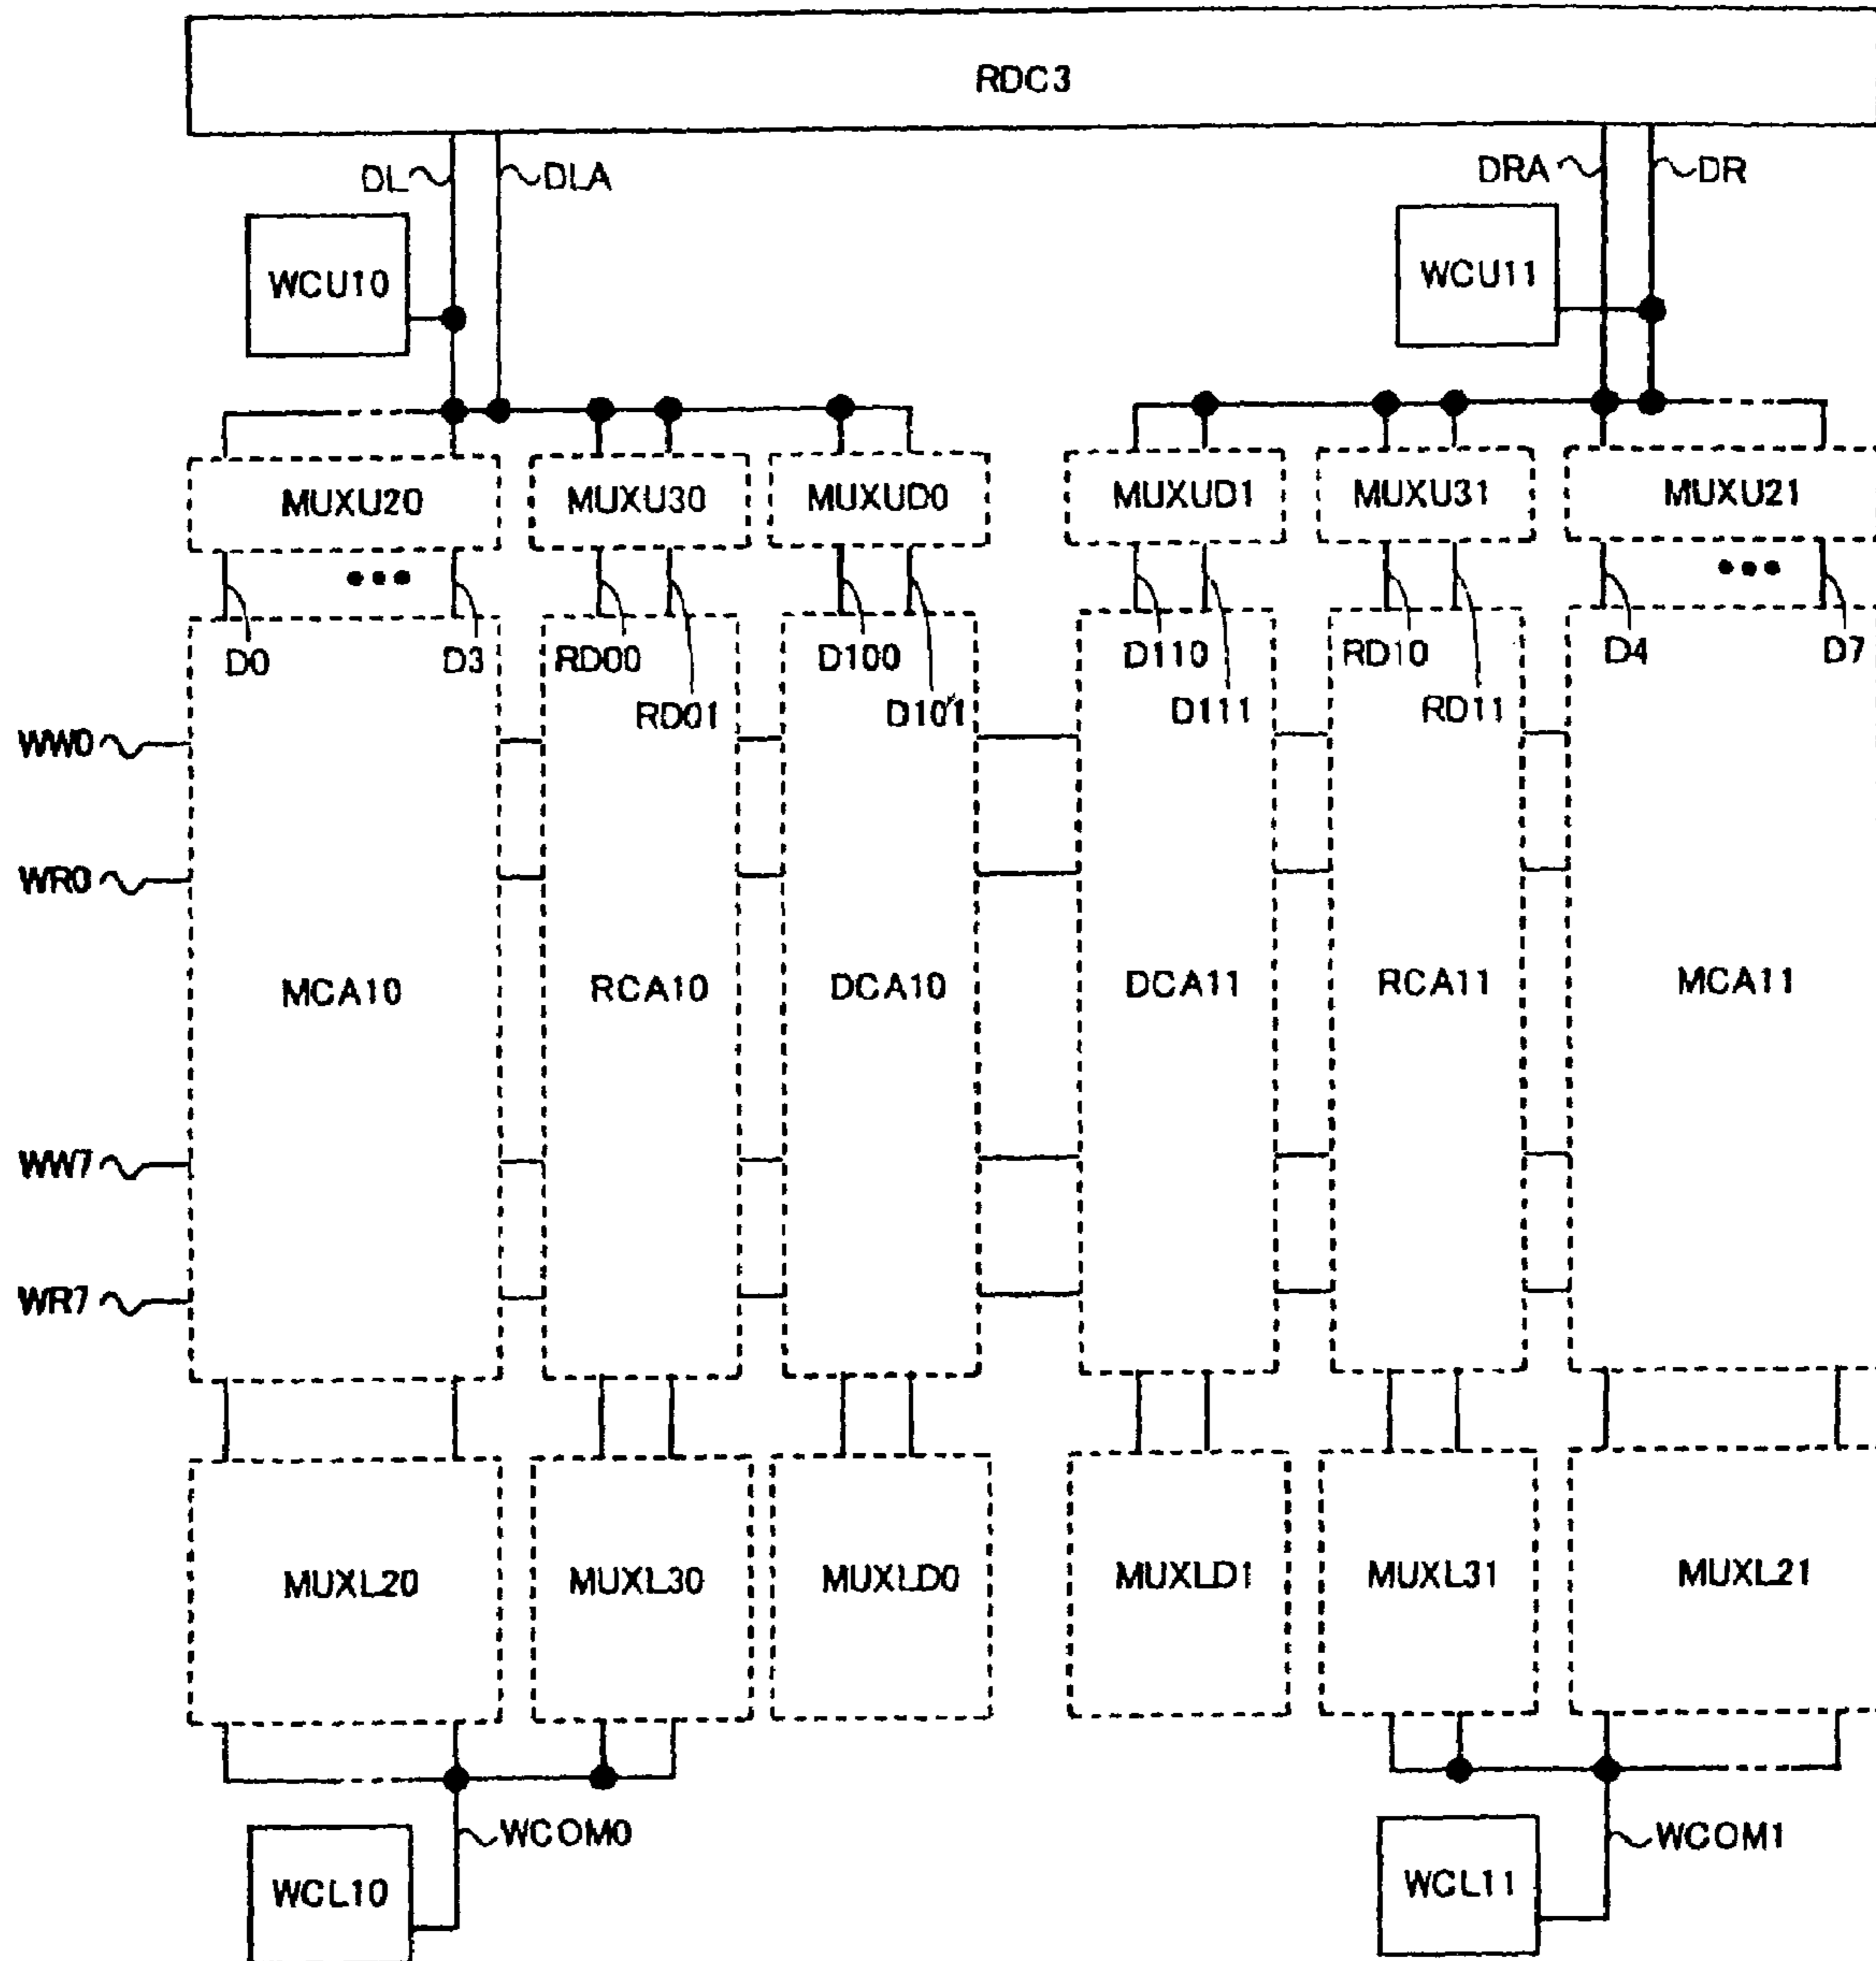 RDC3
DL DLA DRA DR
WCU10 WCU11
MUXU20 MUXU30 MUXUD0 MUXUD1 MUXU31 MUXU21
D0 D3 RD00 D100 D110 RD10 D4 D7
RD01 D101 D111 RD11
WW0
WR0
MCA10 RCA10 DCA10 DCA11 RCA11 MCA11
WW7
WR7
MUXL20 MUXL30 MUXLD0 MUXLD1 MUXL31 MUXL21
WCOM0 WCOM1
WCL10 WCL11